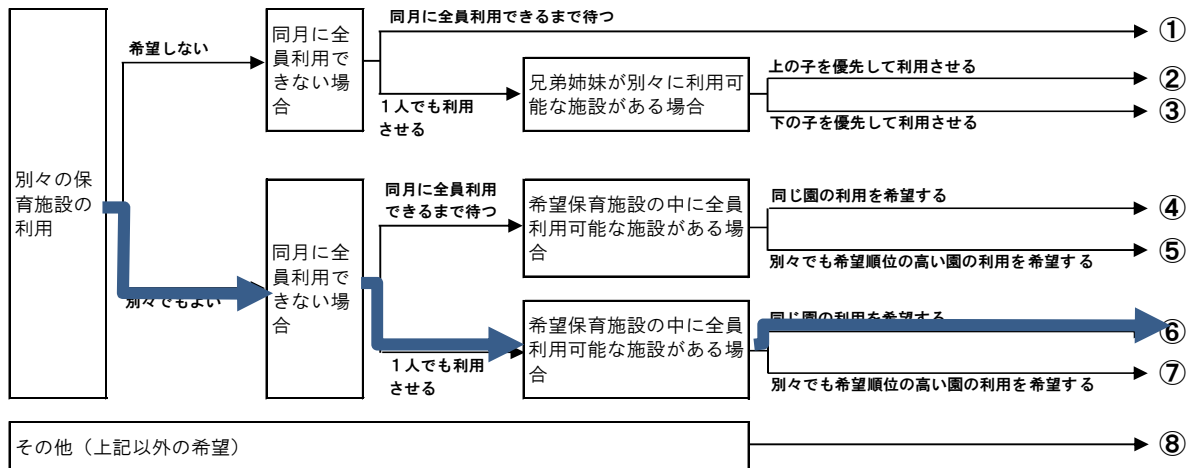 同月に全員利用できるまで待つ
①
希望しない
同月に全
員利用で
きない場
合
上の子を優先して利用させる
②
兄弟姉妹が別々に利用可
能な施設がある場合
1人でも利用
させる
下の子を優先して利用させる
③
別々の保
育施設の
利用
同月に全員利用
できるまで待つ
希望保育施設の中に全員
利用可能な施設がある場
合
同じ園の利用を希望する
④
別々でも希望順位の高い園の利用を希望する
⑤
同月に全
員利用で
きない場
合
別々でもよい
希望保育施設の中に全員
利用可能な施設がある場
合
同じ園の利用を希望する
⑥
1人でも利用
させる
別々でも希望順位の高い園の利用を希望する
⑦
その他（上記以外の希望）
⑧